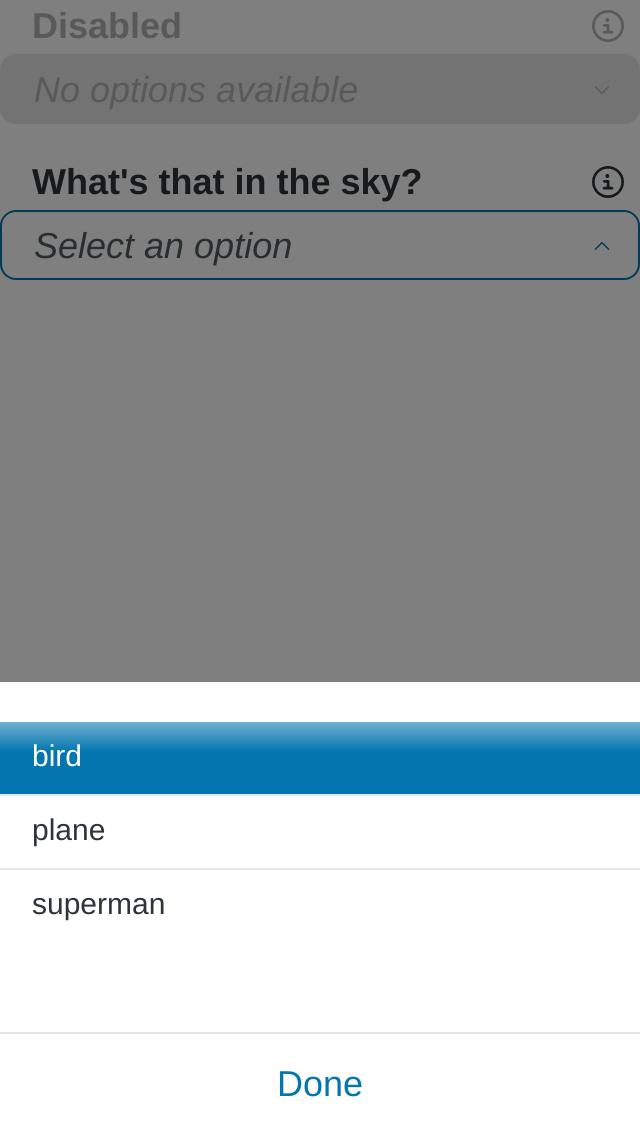 Disabled
No options available
What's that in the sky?
Select an option
bird
plane
superman
Done